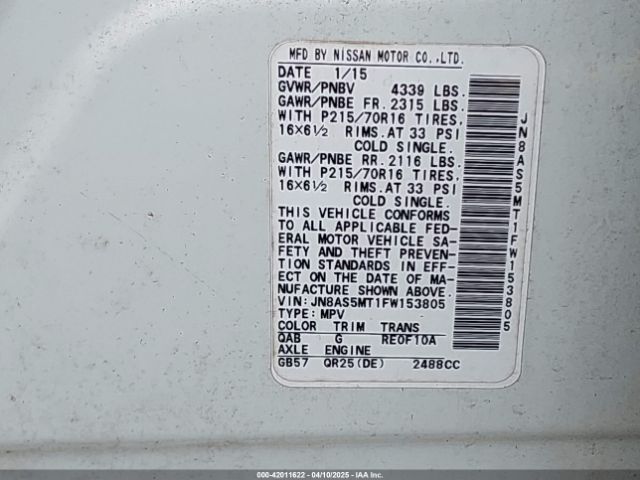 MFD BY NISSAN MOTOR CO.,LTD.
DATE 1/15
GVWR/PNBV 4339 LBS.
GAWR/PNBE FR. 2315 LBS.
WITH P215/70R16 TIRES,
16×6½ RIMS.AT 33 PSI
COLD SINGLE.
GAWR/PNBE RR. 2116 LBS.
WITH P215/70R16 TIRES,
16×6½ RIMS.AT 33 PSI
COLD SINGLE.
THIS VEHICLE CONFORMS
TO ALL APPLICABLE FED-
ERAL MOTOR VEHICLE SA-
FETY AND THEFT PREVEN-
TION STANDARDS IN EFF-
ECT ON THE DATE OF MA-
NUFACTURE SHOWN ABOVE.
VIN:JN8AS5MT1FW153805
TYPE:MPV
COLOR TRIM TRANS
QAB G RE0F10A
AXLE ENGINE
GB57 QR25(DE) 2488CC
JN8AS5MT1FW153805
000-42011622 - 04/10/2025 - Copyright IAA, Inc.